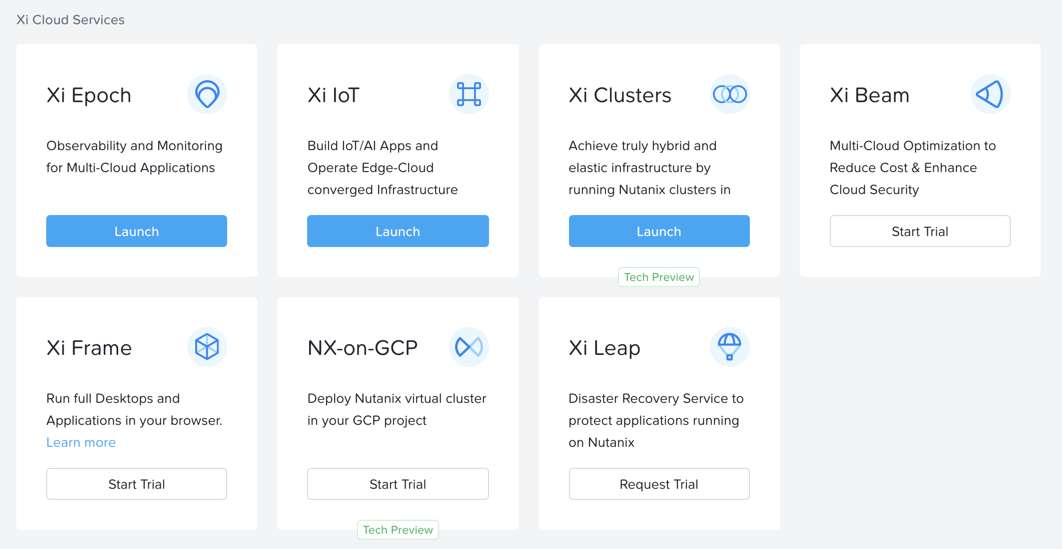 Xi Cloud Services
Xi Epoch
Observability and Monitoring
for Multi-Cloud Applications
Launch
Xi IoT
Build IoT/AI Apps and
Operate Edge-Cloud
converged Infrastructure
Launch
Xi Clusters
Achieve truly hybrid and
elastic infrastructure by
running Nutanix clusters in
Launch
Tech Preview
Xi Beam
Multi-Cloud Optimization to
Reduce Cost & Enhance
Cloud Security
Start Trial
Xi Frame
Run full Desktops and
Applications in your browser.
Learn more
Start Trial
NX-on-GCP
Deploy Nutanix virtual cluster
in your GCP project
Start Trial
Tech Preview
Xi Leap
Disaster Recovery Service to
protect applications running
on Nutanix
Request Trial